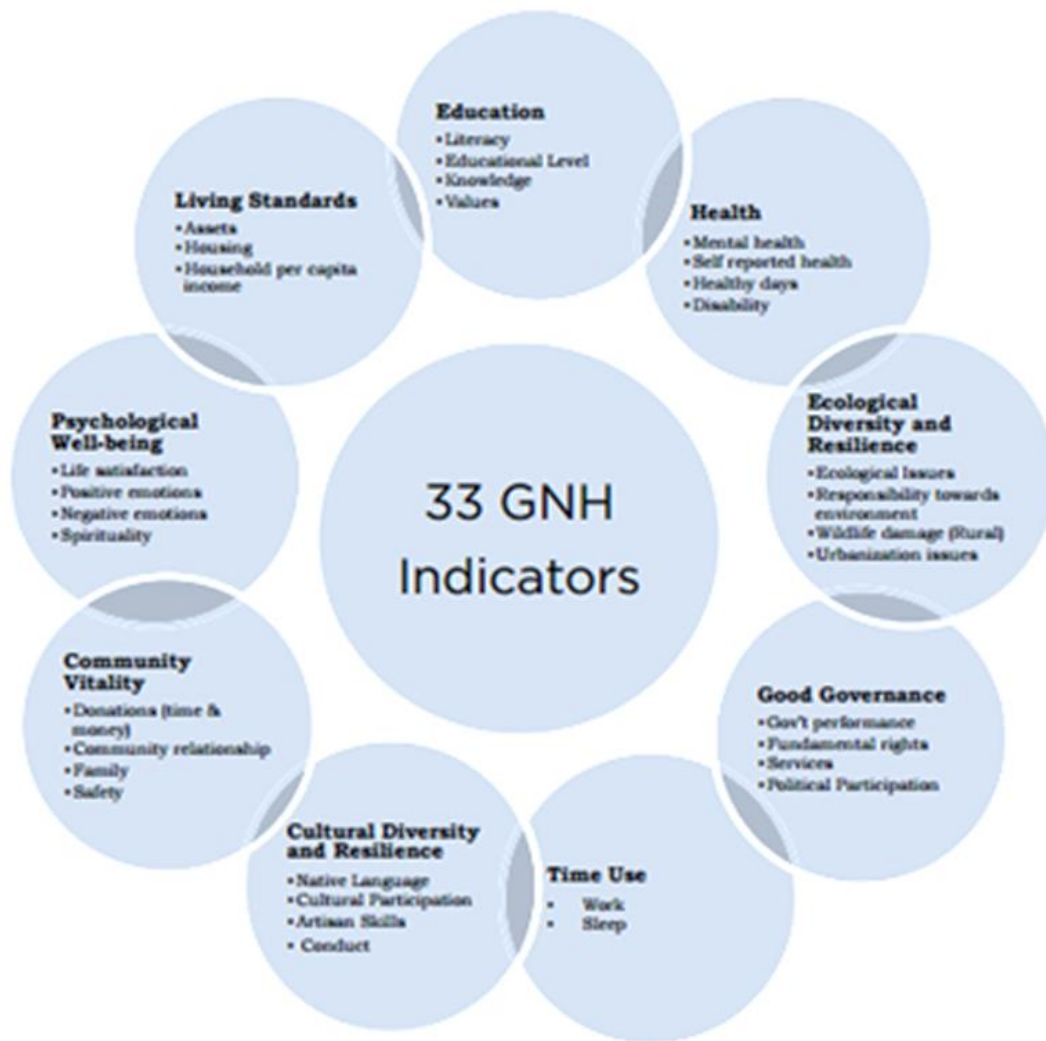 Education
•Literacy
•Educational Level
•Knowledge
•Values
Health
•Mental health
•Self reported health
•Healthy days
•Disability
Ecological
Diversity and
Resilience
•Ecological Issues
•Responsibility towards
environment
•Wildlife damage (Rural)
•Urbanization issues
Good Governance
•Gov't performance
•Fundamental rights
•Services
•Political Participation
Time Use
• Work
• Sleep
Cultural Diversity
and Resilience
•Native Language
•Cultural Participation
•Artisan Skills
• Conduct
Community
Vitality
•Donations (time &
money)
•Community relationship
•Family
•Safety
Psychological
Well-being
•Life satisfaction
•Positive emotions
•Negative emotions
•Spirituality
Living Standards
•Assets
•Housing
•Household per capita
income
33 GNH
Indicators